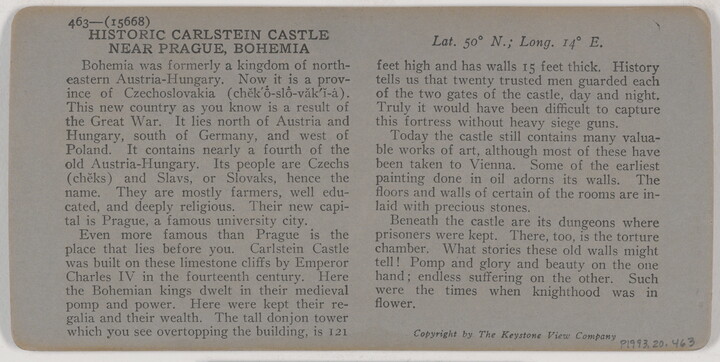 463—(15668)
HISTORIC CARLSTEIN CASTLE
NEAR PRAGUE, BOHEMIA
Bohemia was formerly a kingdom of north-
eastern Austria-Hungary. Now it is a prov-
ince of Czechoslovakia (chĕk´ô̇-slô̇-väk´ĭ-ȧ).
This new country as you know is a result of
the Great War. It lies north of Austria and
Hungary, south of Germany, and west of
Poland. It contains nearly a fourth of the
old Austria-Hungary. Its people are Czechs
(chĕks) and Slavs, or Slovaks, hence the
name. They are mostly farmers, well edu-
cated, and deeply religious. Their new capi-
tal is Prague, a famous university city.
Even more famous than Prague is the
place that lies before you. Carlstein Castle
was built on these limestone cliffs by Emperor
Charles IV in the fourteenth century. Here
the Bohemian kings dwelt in their medieval
pomp and power. Here were kept their re-
galia and their wealth. The tall donjon tower
which you see overtopping the building, is 121
Lat. 50° N.; Long. 14° E.
feet high and has walls 15 feet thick. History
tells us that twenty trusted men guarded each
of the two gates of the castle, day and night.
Truly it would have been difficult to capture
this fortress without heavy siege guns.
Today the castle still contains many valua-
ble works of art, although most of these have
been taken to Vienna. Some of the earliest
painting done in oil adorns its walls. The
floors and walls of certain of the rooms are in-
laid with precious stones.
Beneath the castle are its dungeons where
prisoners were kept. There, too, is the torture
chamber. What stories these old walls might
tell! Pomp and glory and beauty on the one
hand; endless suffering on the other. Such
were the times when knighthood was in
flower.
Copyright by The Keystone View Company
P1993.20.463